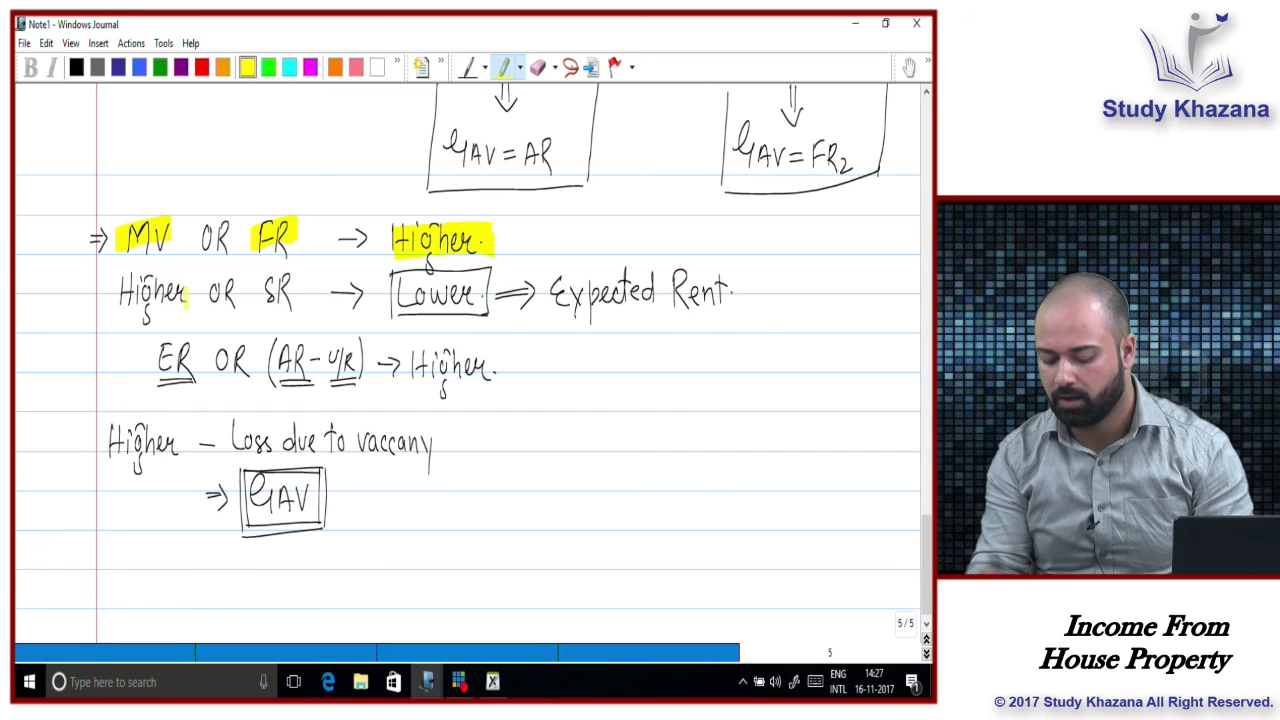 Note1 - Windows Journal
File Edit View Insert Actions Tools Help
B I
GAV = AR
GAV = FR2
⇒ MV OR FR → Higher.
Higher OR SR → Lower. ⇒ Expected Rent.
ER OR (AR - U/R) → Higher.
Higher - Loss due to vaccany
⇒ GAV
5 / 5
5
Type here to search
ENG
INTL
14:27
16-11-2017
1
Study Khazana
Income From
House Property
© 2017 Study Khazana All Right Reserved.